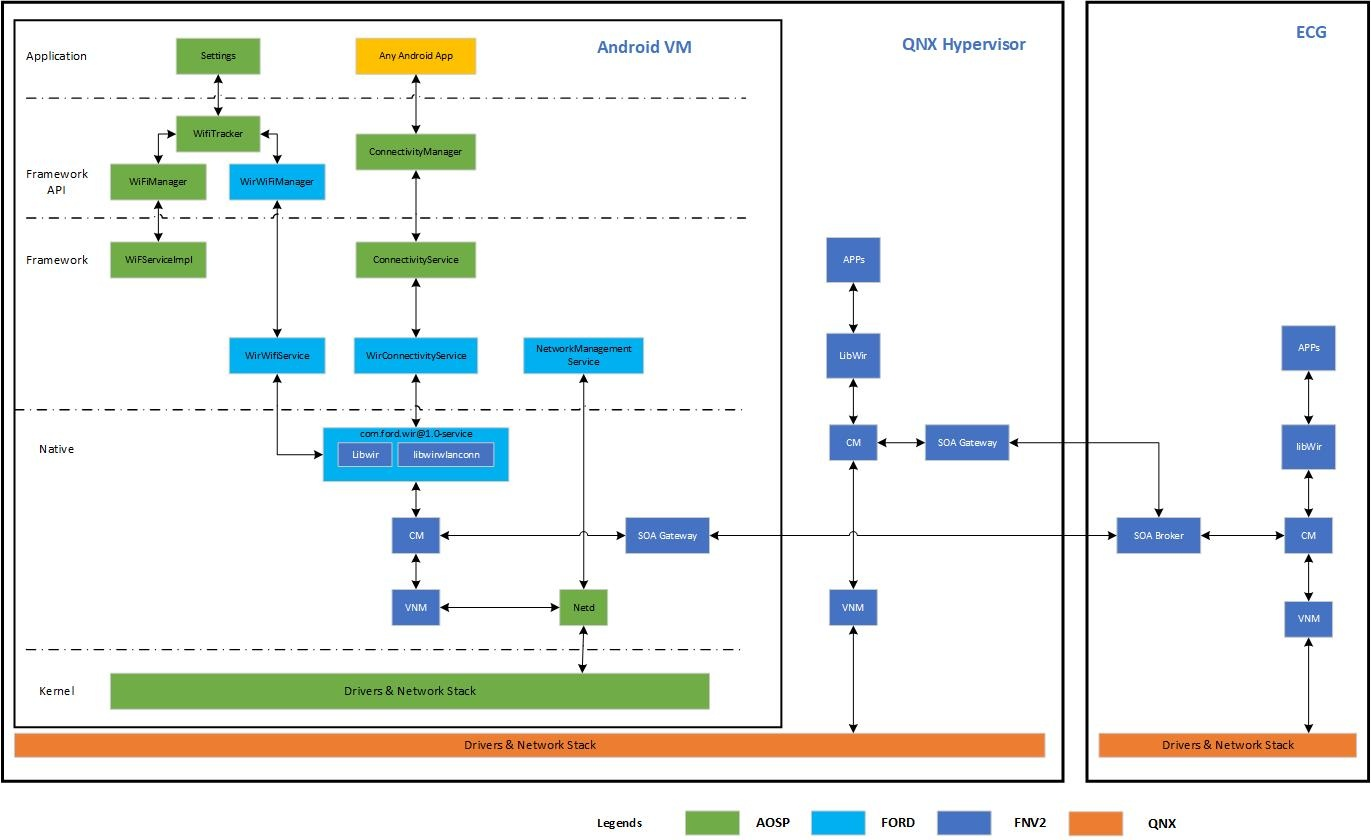 Android VM
QNX Hypervisor
ECG
Application
Settings
Any Android App
WifiTracker
ConnectivityManager
Framework
API
WiFiManager
WirWiFiManager
Framework
WiFServiceImpl
ConnectivityService
APPs
WirWifiService
WirConnectivityService
NetworkManagement
Service
LibWir
APPs
Native
com.ford.wir@1.0-service
Libwir
libwirwlanconn
CM
SOA Gateway
libWir
CM
SOA Gateway
SOA Broker
CM
VNM
Netd
VNM
VNM
Kernel
Drivers & Network Stack
Drivers & Network Stack
Drivers & Network Stack
Legends
AOSP
FORD
FNV2
QNX